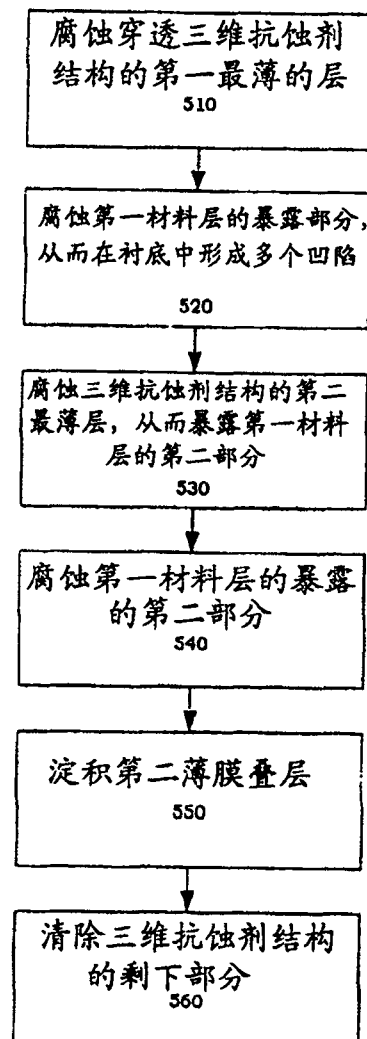 腐蚀穿透三维抗蚀剂
结构的第一最薄的层
510
腐蚀第一材料层的暴露部分，
从而在衬底中形成多个凹陷
520
腐蚀三维抗蚀剂结构的第二
最薄层，从而暴露第一材料
层的第二部分
530
腐蚀第一材料层的暴露
的第二部分
540
淀积第二薄膜叠层
550
清除三维抗蚀剂结构
的剩下部分
560